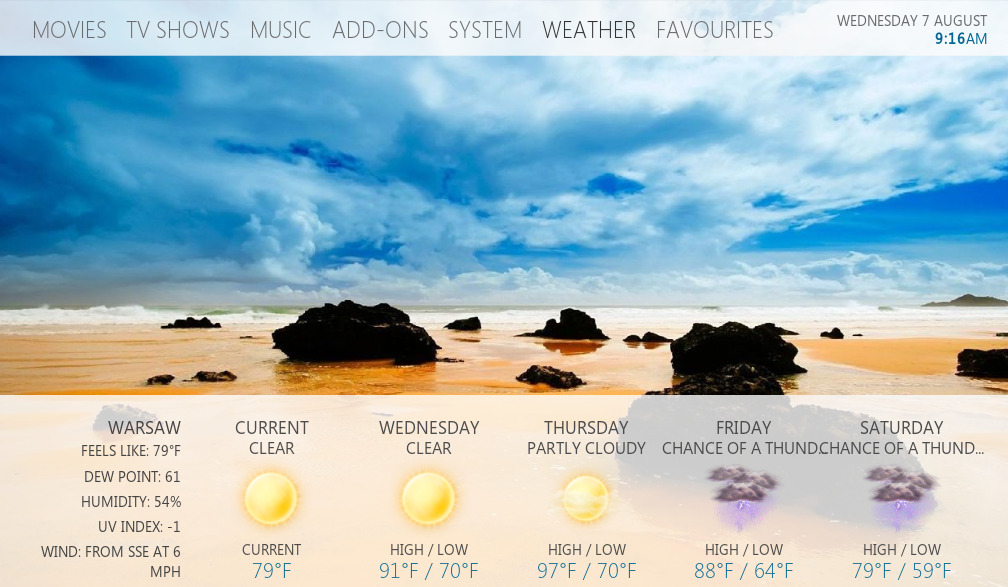 MOVIES TV SHOWS MUSIC ADD-ONS SYSTEM WEATHER FAVOURITES
WEDNESDAY 7 AUGUST
9:16AM
WARSAW
FEELS LIKE: 79°F
DEW POINT: 61
HUMIDITY: 54%
UV INDEX: -1
WIND: FROM SSE AT 6
MPH
CURRENT
CLEAR
CURRENT
79°F
WEDNESDAY
CLEAR
HIGH / LOW
91°F / 70°F
THURSDAY
PARTLY CLOUDY
HIGH / LOW
97°F / 70°F
FRIDAY
CHANCE OF A THUND...
HIGH / LOW
88°F / 64°F
SATURDAY
CHANCE OF A THUND...
HIGH / LOW
79°F / 59°F